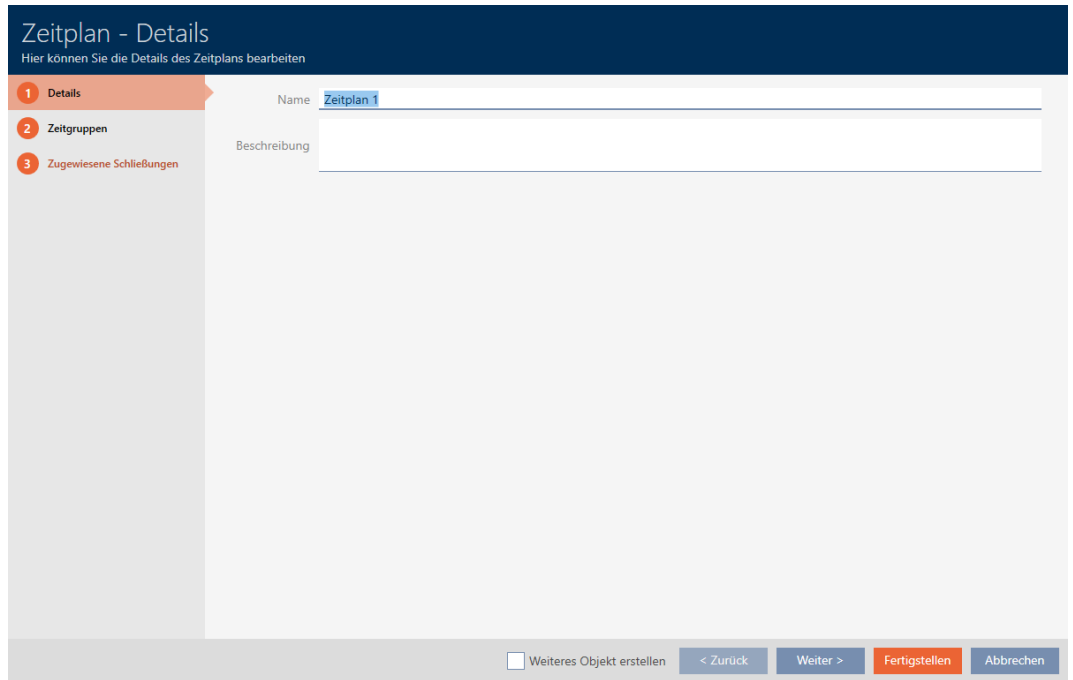 Zeitplan - Details
Hier können Sie die Details des Zeitplans bearbeiten
1 Details
2 Zeitgruppen
3 Zugewiesene Schließungen
Name Zeitplan 1
Beschreibung
Weiteres Objekt erstellen < Zurück Weiter > Fertigstellen Abbrechen